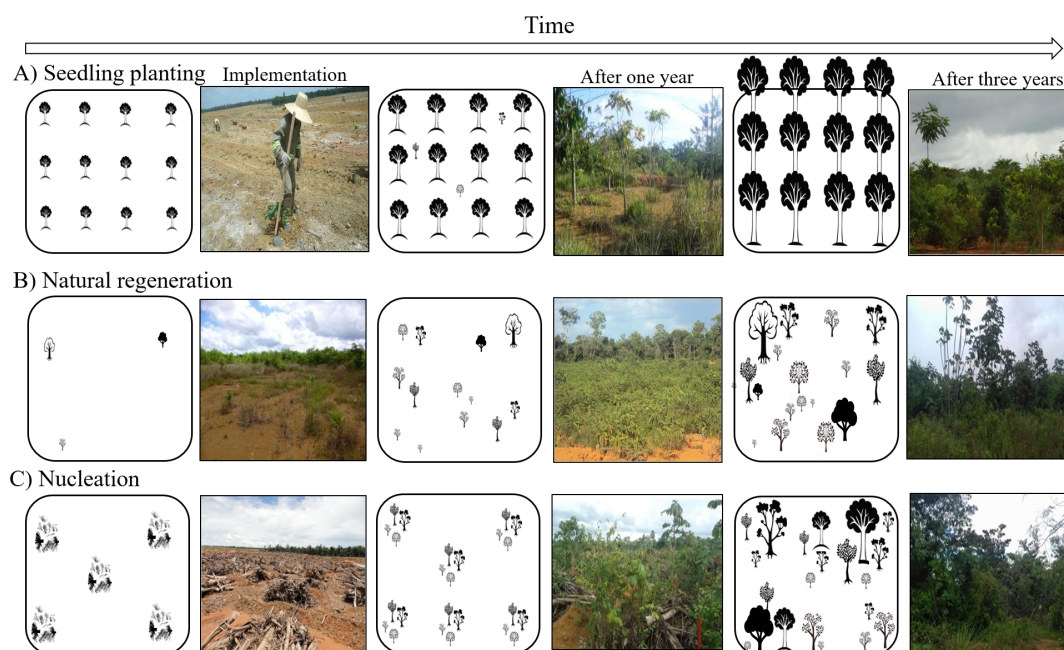 Time
A) Seedling planting
Implementation
After one year
After three years
B) Natural regeneration
C) Nucleation